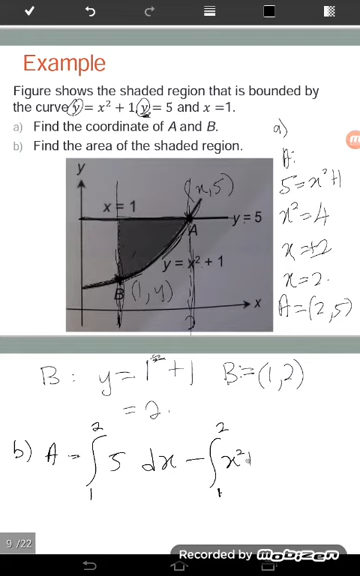 Example
Figure shows the shaded region that is bounded by
the curve y = x² + 1, y = 5 and x =1.
a) Find the coordinate of A and B.
b) Find the area of the shaded region.
a)
A:
5 = x² + 1
x² = 4
x = ±2
x = 2.
A = (2, 5)
y
(x, 5)
x = 1
y = 5
A
y = x² + 1
B (1, y)
x
2
B : y = 1² + 1 B := (1, 2)
= 2.
b) A = ∫₁² 5 dx − ∫₁² x² +
9 /22
Recorded by Mobizen